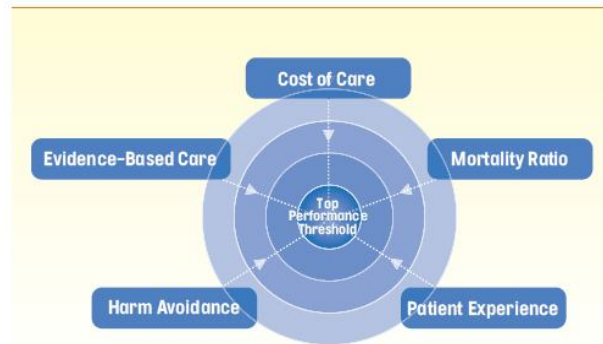 Cost of Care
Evidence-Based Care
Mortality Ratio
Top
Performance
Threshold
Harm Avoidance
Patient Experience